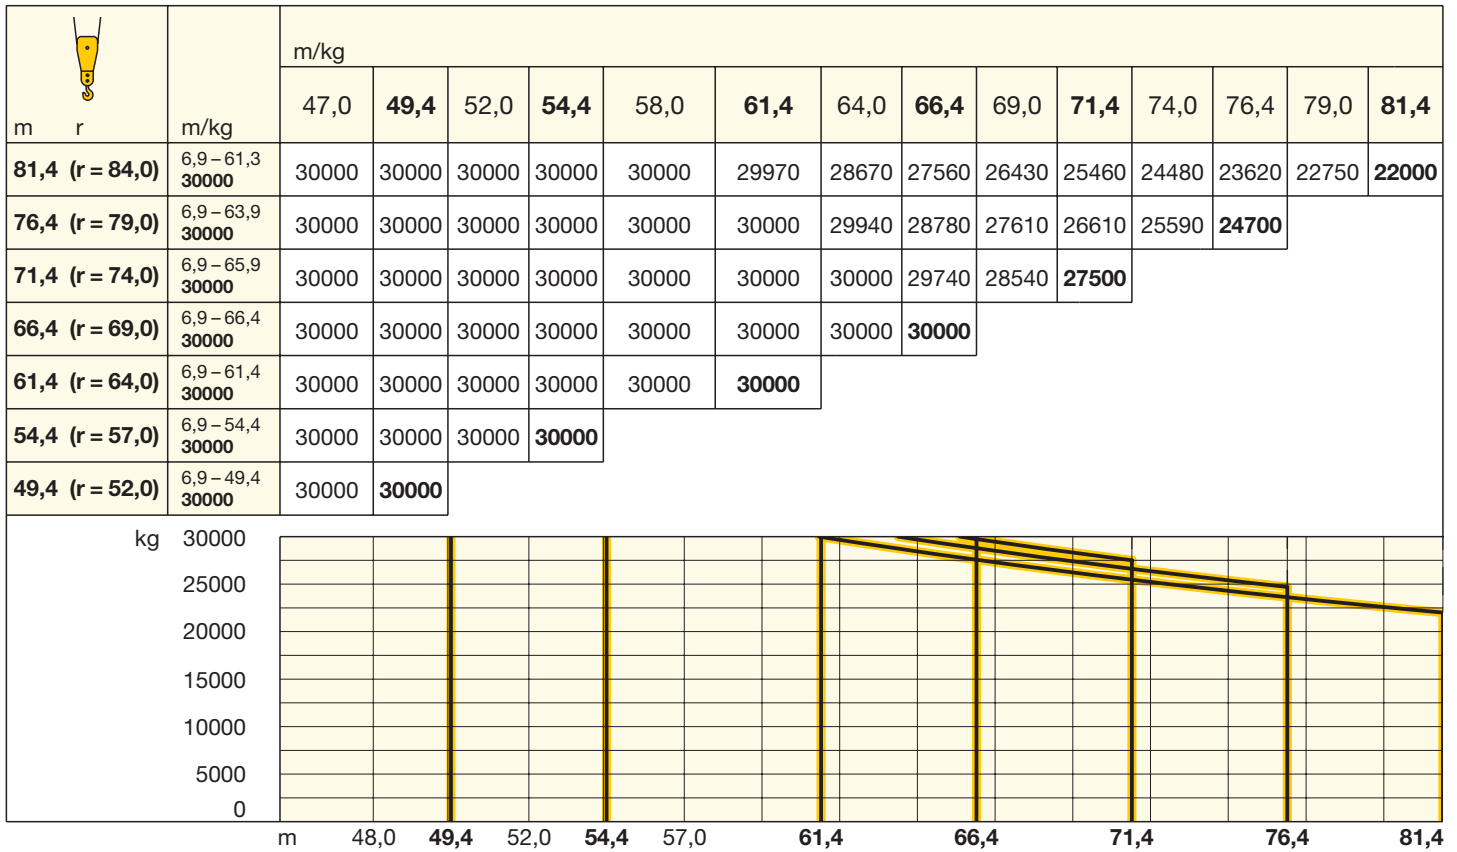 m/kg
m r m/kg 47,0 49,4 52,0 54,4 58,0 61,4 64,0 66,4 69,0 71,4 74,0 76,4 79,0 81,4
81,4 (r = 84,0) 6,9 – 61,3 30000 30000 30000 30000 30000 30000 29970 28670 27560 26430 25460 24480 23620 22750 22000
76,4 (r = 79,0) 6,9 – 63,9 30000 30000 30000 30000 30000 30000 30000 29940 28780 27610 26610 25590 24700
71,4 (r = 74,0) 6,9 – 65,9 30000 30000 30000 30000 30000 30000 30000 30000 29740 28540 27500
66,4 (r = 69,0) 6,9 – 66,4 30000 30000 30000 30000 30000 30000 30000 30000 30000
61,4 (r = 64,0) 6,9 – 61,4 30000 30000 30000 30000 30000 30000 30000
54,4 (r = 57,0) 6,9 – 54,4 30000 30000 30000 30000 30000
49,4 (r = 52,0) 6,9 – 49,4 30000 30000 30000
kg 30000
25000
20000
15000
10000
5000
0
m 48,0 49,4 52,0 54,4 57,0 61,4 66,4 71,4 76,4 81,4